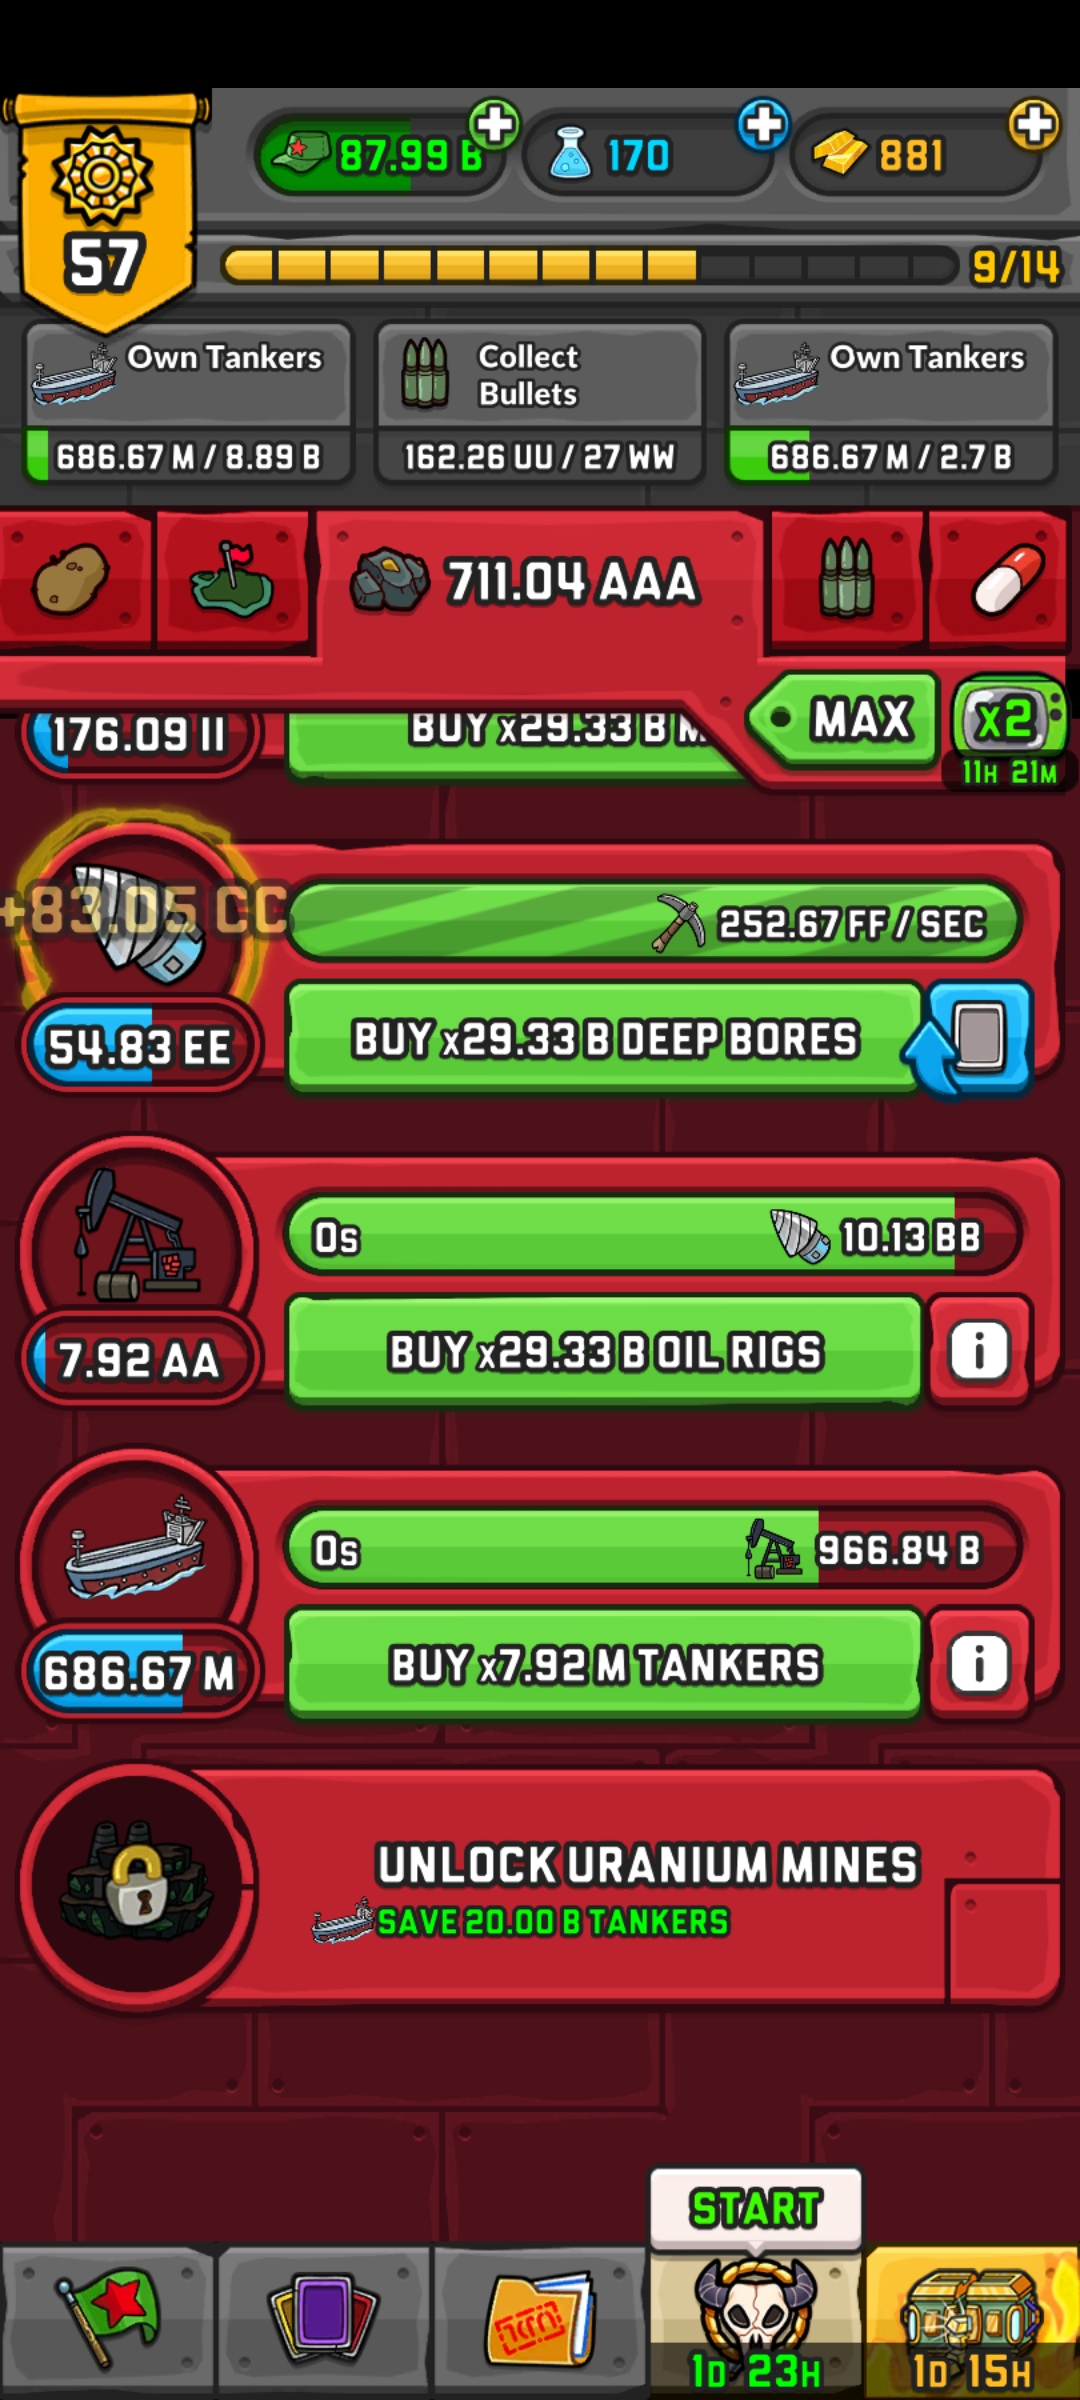 87.99 B
170
881
57
9/14
Own Tankers
686.67 M / 8.89 B
Collect
Bullets
162.26 UU / 27 WW
Own Tankers
686.67 M / 2.7 B
711.04 AAA
MAX
x2
11H 21M
176.09 II
BUY x29.33 B
+83.05 CC
252.67 FF / SEC
54.83 EE
BUY x29.33 B DEEP BORES
0s
10.13 BB
7.92 AA
BUY x29.33 B OIL RIGS
i
0s
966.84 B
686.67 M
BUY x7.92 M TANKERS
i
UNLOCK URANIUM MINES
SAVE 20.00 B TANKERS
START
1D 23H
1D 15H